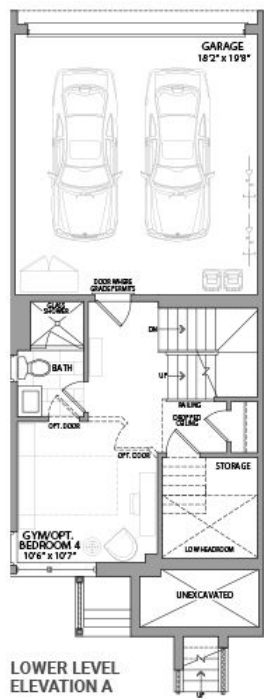 GARAGE
18'2" x 19'8"
DOOR WHERE
GRADE PERMITS
GLASS
SHOWER
DN
BATH
UP
RAILING
DROPPED
CEILING
OPT. DOOR
OPT. DOOR
STORAGE
GYM/OPT.
BEDROOM 4
10'6" x 10'7"
LOW HEADROOM
UNEXCAVATED
LOWER LEVEL
ELEVATION A
UP